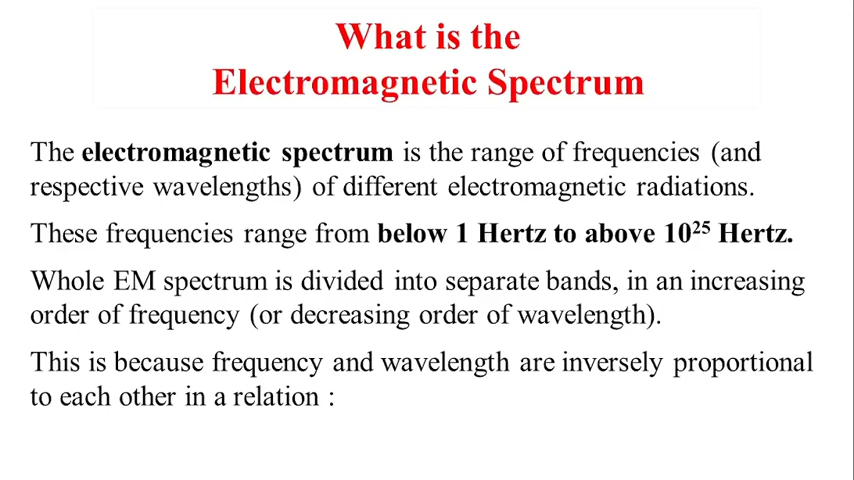 What is the
Electromagnetic Spectrum
The electromagnetic spectrum is the range of frequencies (and
respective wavelengths) of different electromagnetic radiations.
These frequencies range from below 1 Hertz to above 10²⁵ Hertz.
Whole EM spectrum is divided into separate bands, in an increasing
order of frequency (or decreasing order of wavelength).
This is because frequency and wavelength are inversely proportional
to each other in a relation :